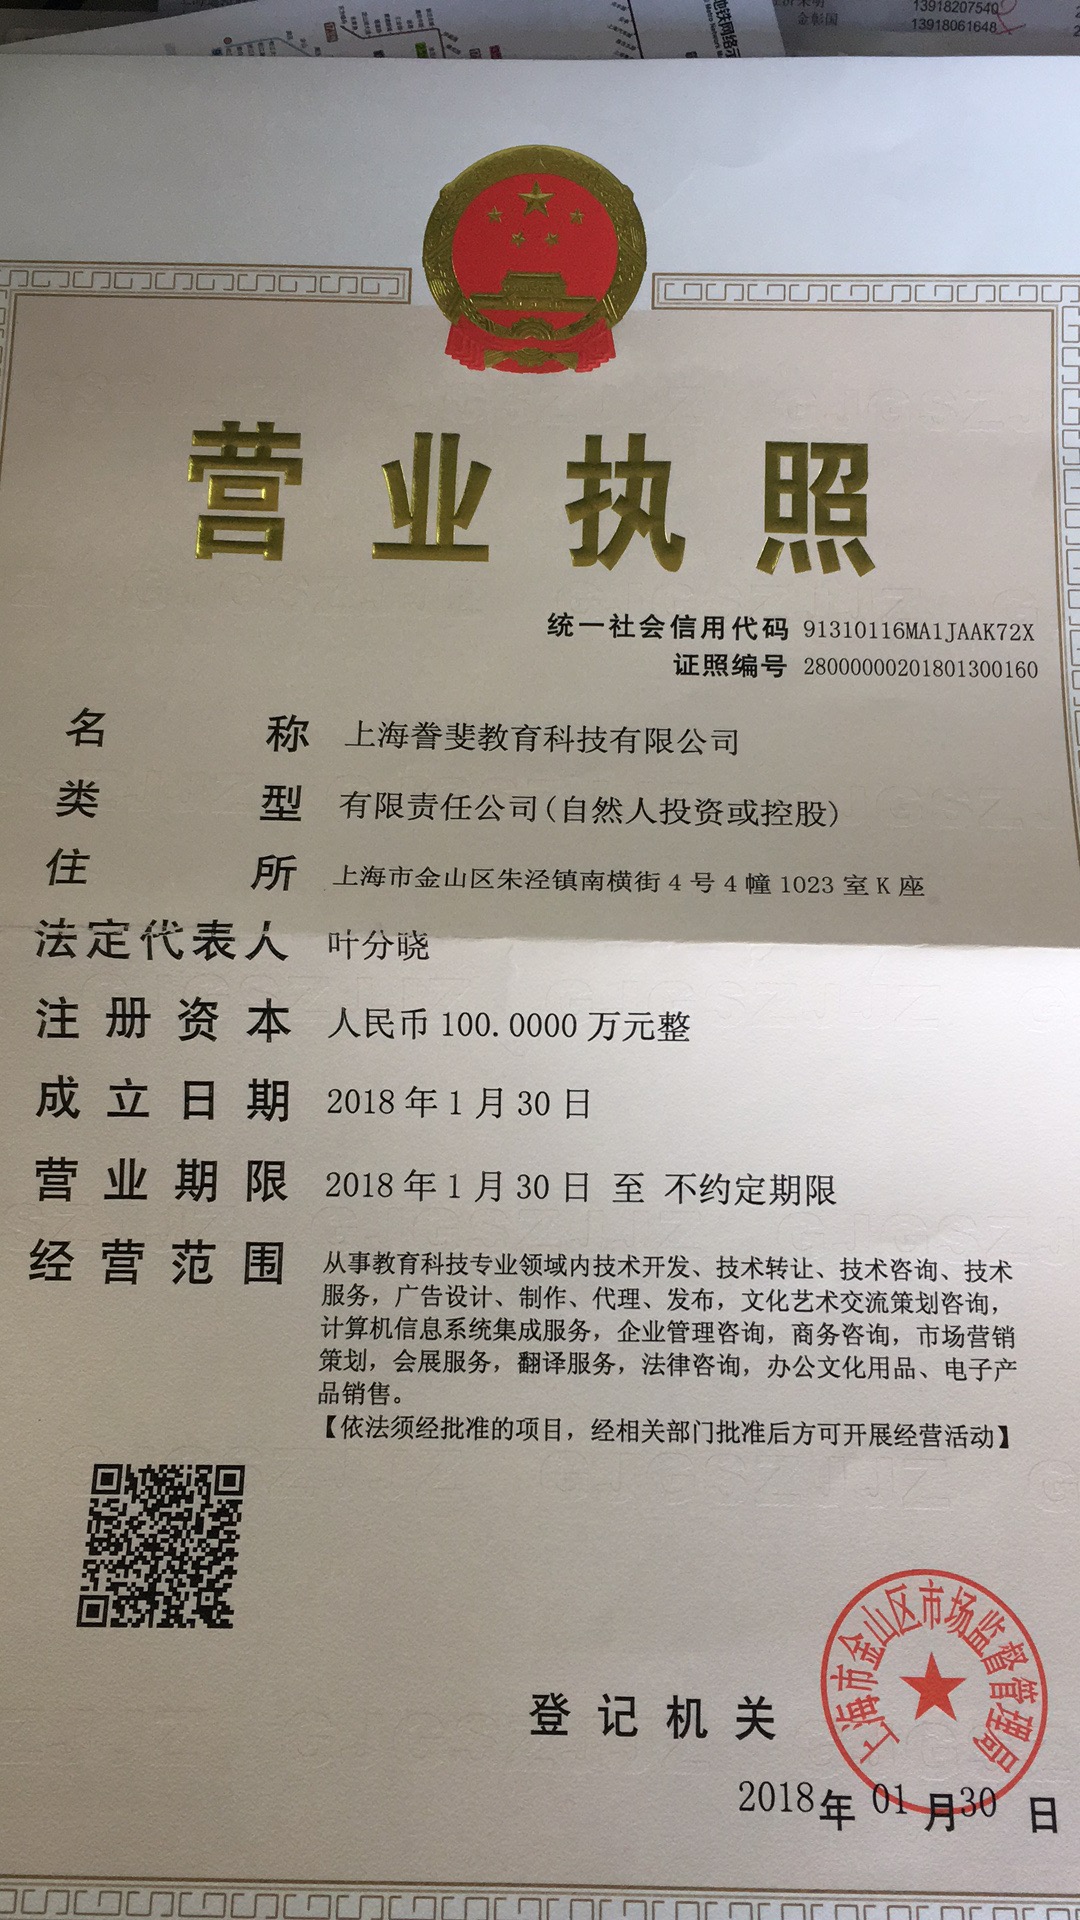 13918207540
金彰国
13918061648
营业执照
统一社会信用代码 91310116MA1JAAK72X
证照编号 28000000201801300160
名称 上海誊斐教育科技有限公司
类型 有限责任公司(自然人投资或控股)
住所 上海市金山区朱泾镇南横街4号4幢1023室K座
法定代表人 叶分晓
注册资本 人民币100.0000万元整
成立日期 2018年1月30日
营业期限 2018年1月30日 至 不约定期限
经营范围 从事教育科技专业领域内技术开发、技术转让、技术咨询、技术
服务，广告设计、制作、代理、发布，文化艺术交流策划咨询，
计算机信息系统集成服务，企业管理咨询，商务咨询，市场营销
策划，会展服务，翻译服务，法律咨询，办公文化用品、电子产
品销售。
【依法须经批准的项目，经相关部门批准后方可开展经营活动】
上海市金山区市场监督管理局
登记机关
2018年01月30日